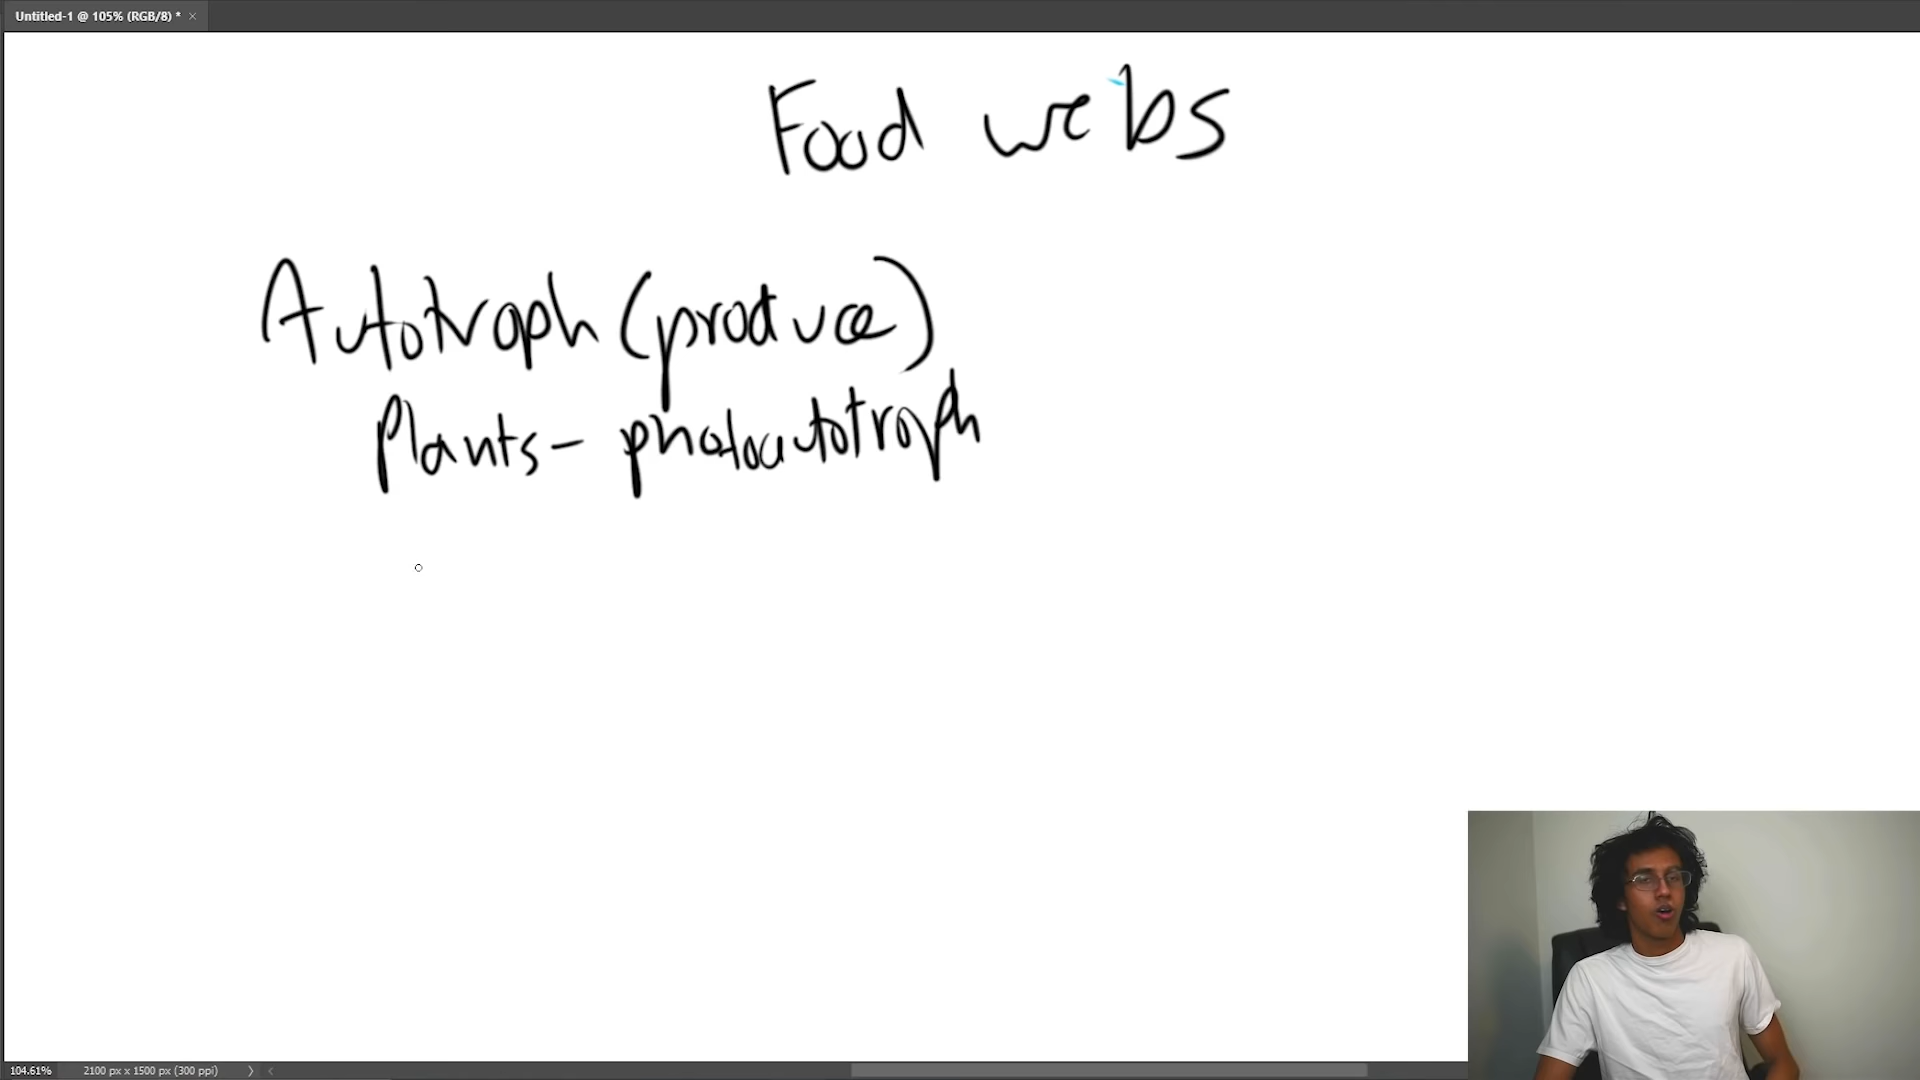 Untitled-1 @ 105% (RGB/8) * ×
Food webs
Autotroph (produce)
Plants - photoautotroph
104.61% 2100 px x 1500 px (300 ppi)